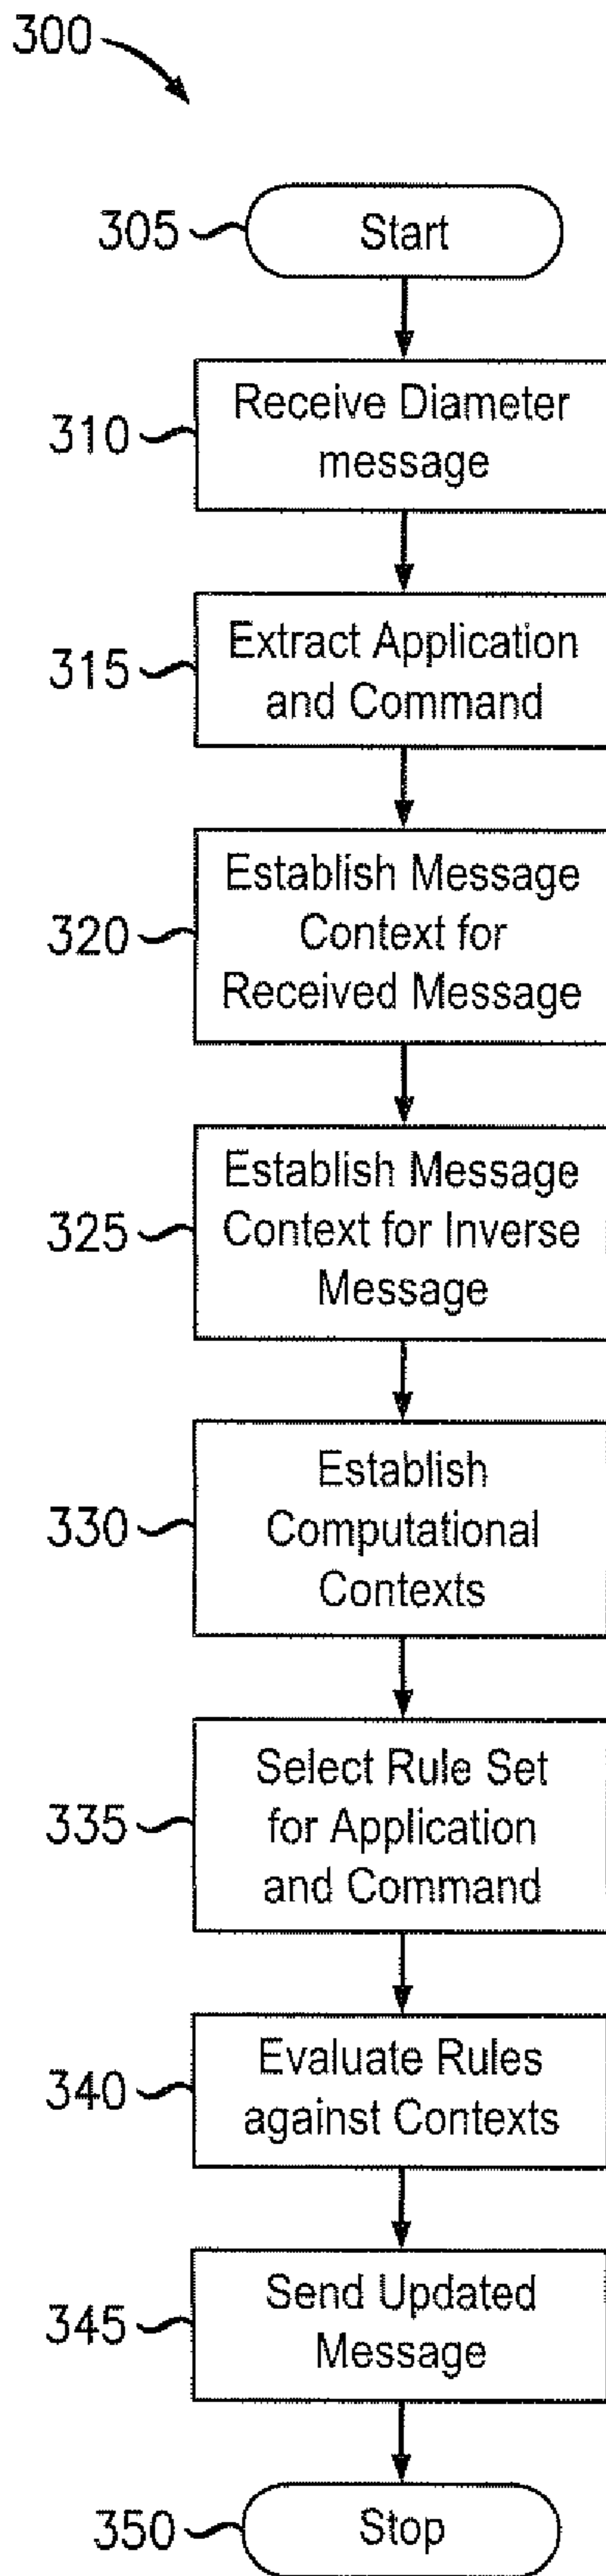 300
305
Start
310
Receive Diameter
message
315
Extract Application
and Command
320
Establish Message
Context for
Received Message
325
Establish Message
Context for Inverse
Message
330
Establish
Computational
Contexts
335
Select Rule Set
for Application
and Command
340
Evaluate Rules
against Contexts
345
Send Updated
Message
350
Stop